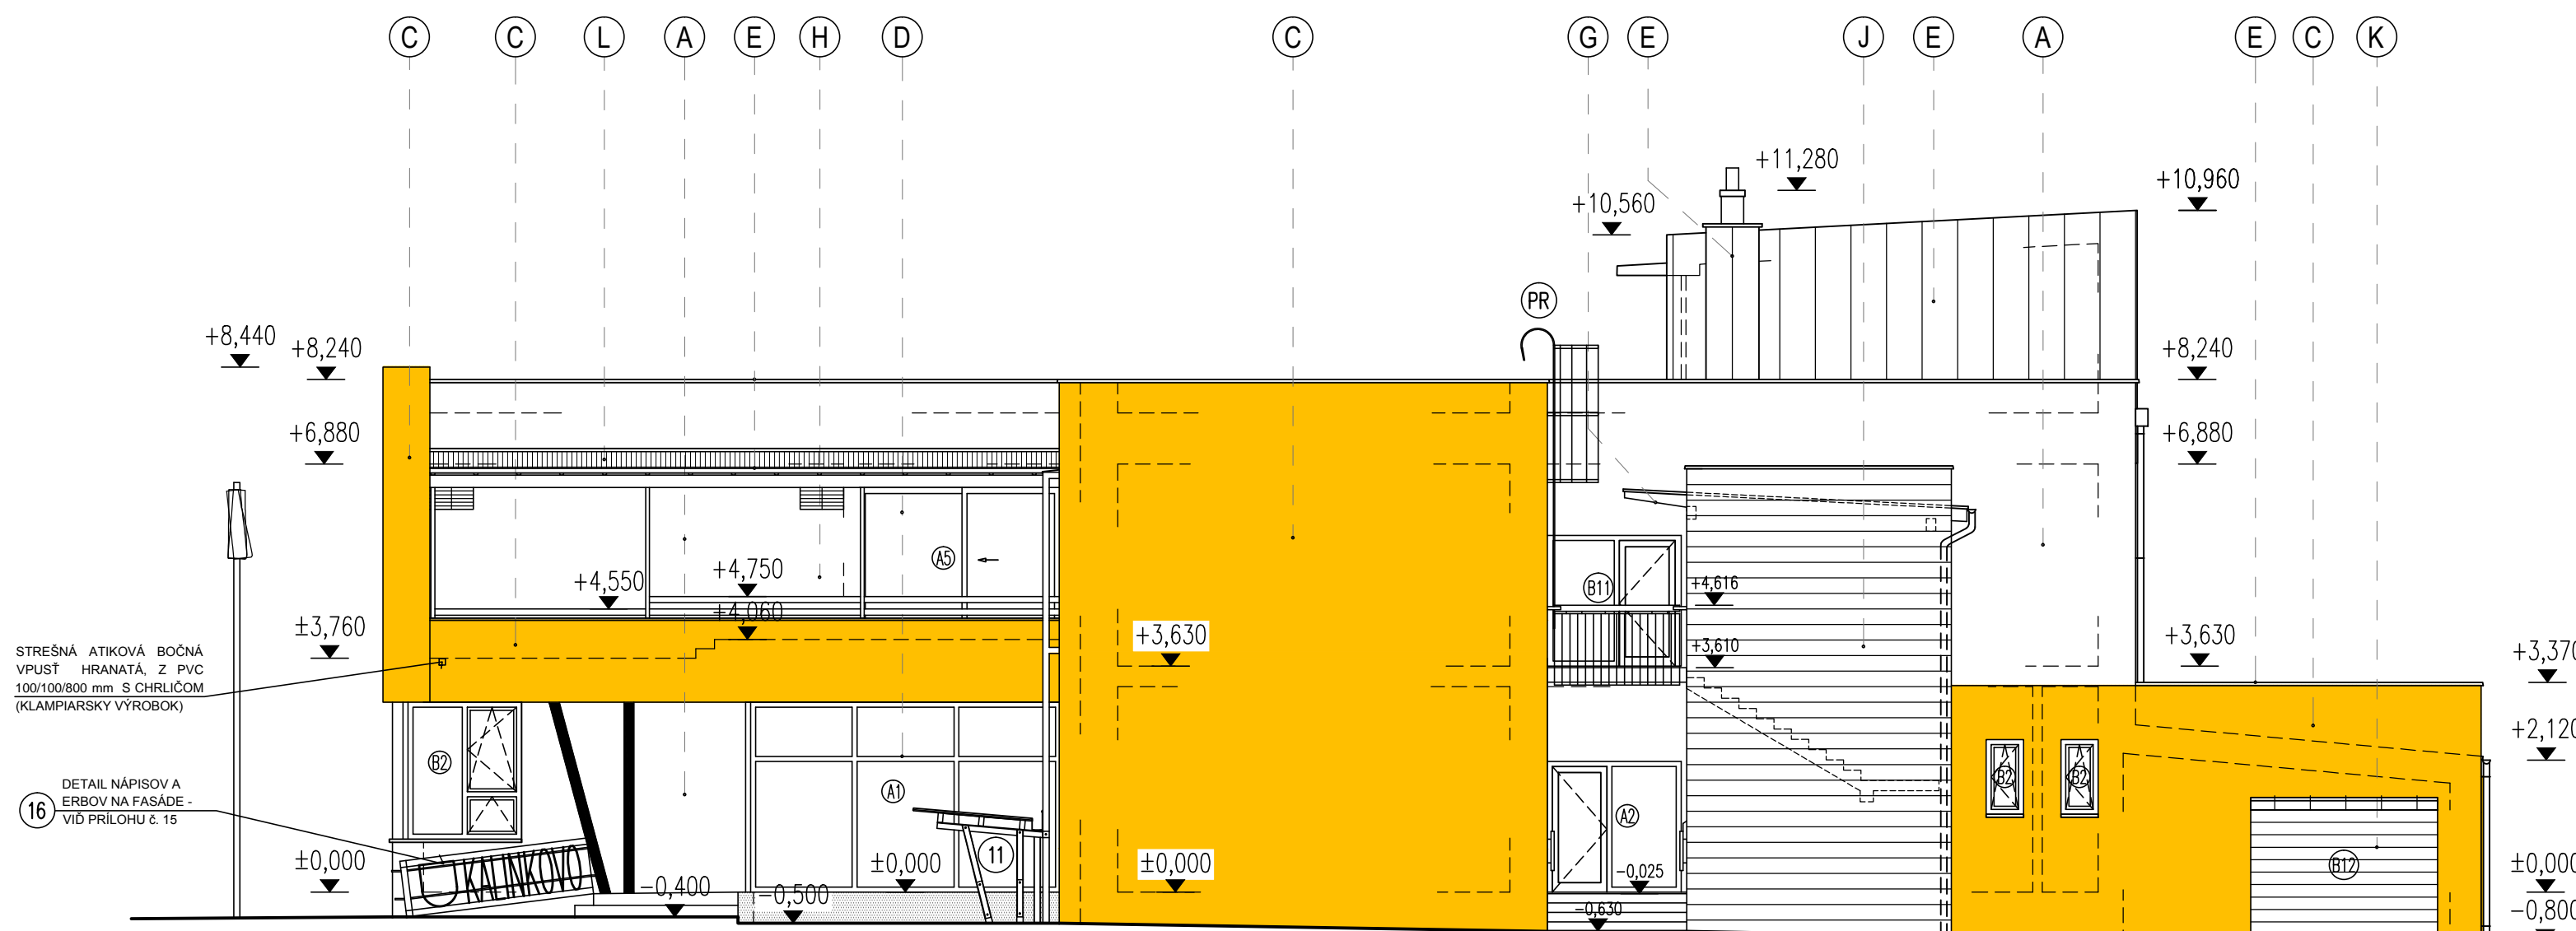 C C L A E H D C G E J E A E C K
+11,280
+10,960
+10,560
PR
+8,440
+8,240
+8,240
+6,880
+6,880
A5
+4,550
+4,750
B11
+4,616
+4,060
±3,760
+3,630
+3,610
+3,630
+3,370
STREŠNÁ ATIKOVÁ BOČNÁ
VPUSŤ HRANATÁ, Z PVC
100/100/800 mm S CHRLIČOM
(KLAMPIARSKY VÝROBOK)
+2,120
B2
B2
B2
16
DETAIL NÁPISOV A
ERBOV NA FASÁDE -
VIĎ PRÍLOHU č. 15
A1
A2
11
KALINKOVO
±0,000
±0,000
±0,000
-0,025
B12
±0,000
-0,400
-0,500
-0,630
-0,800